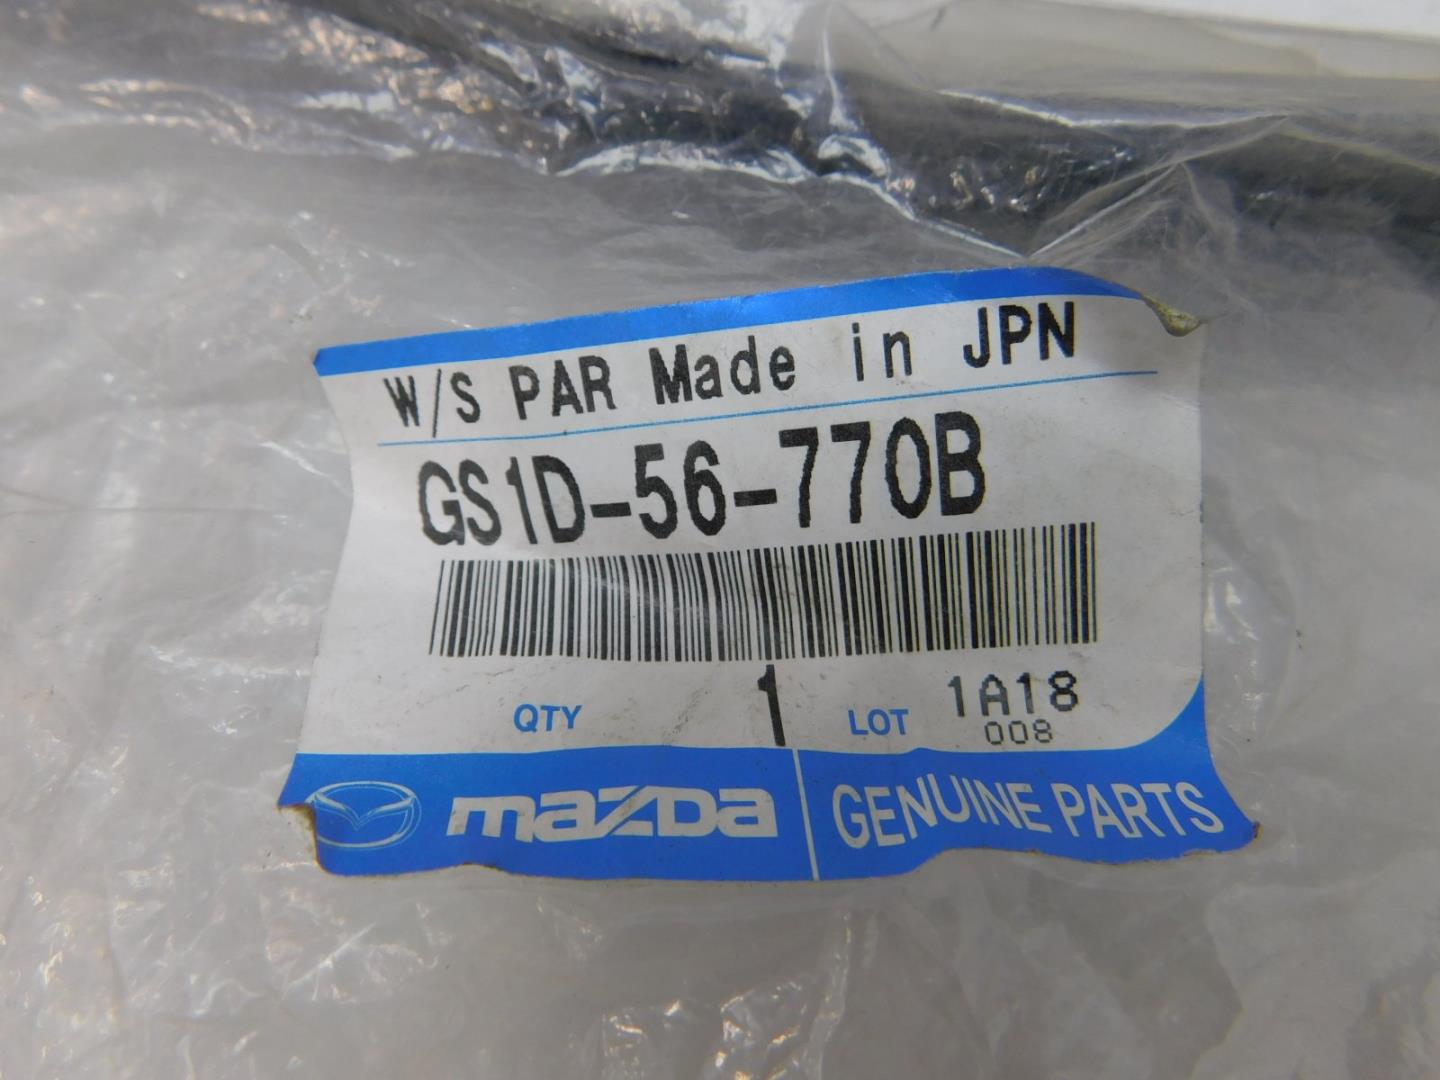 W/S PAR Made in JPN
GS1D-56-770B
QTY 1 LOT 1A18
008
mazda GENUINE PARTS